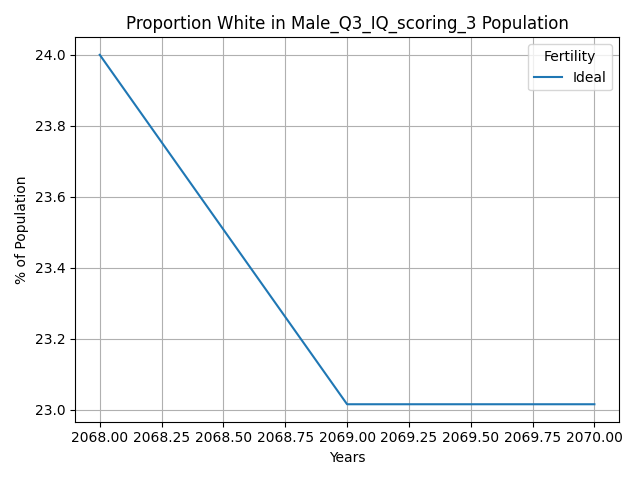 Proportion White in Male_Q3_IQ_scoring_3 Population
Fertility
Ideal
% of Population
24.0
23.8
23.6
23.4
23.2
23.0
2068.00 2068.25 2068.50 2068.75 2069.00 2069.25 2069.50 2069.75 2070.00
Years